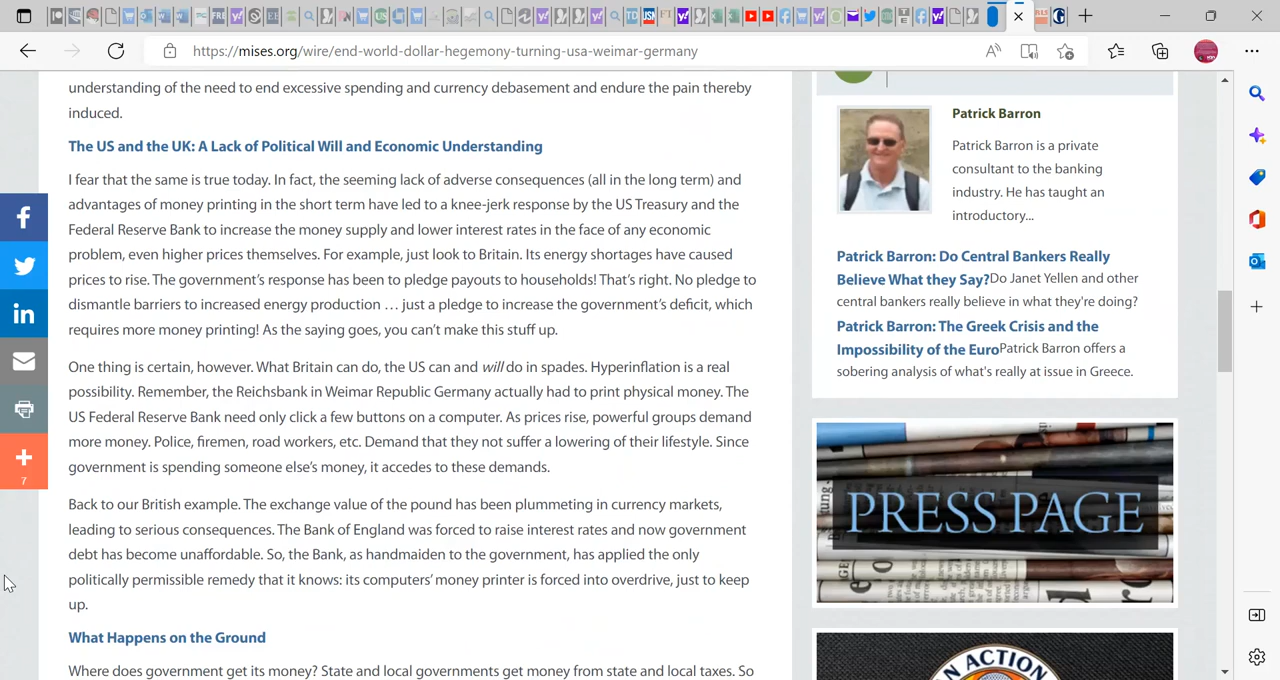 https://mises.org/wire/end-world-dollar-hegemony-turning-usa-weimar-germany
understanding of the need to end excessive spending and currency debasement and endure the pain thereby
induced.
The US and the UK: A Lack of Political Will and Economic Understanding
I fear that the same is true today. In fact, the seeming lack of adverse consequences (all in the long term) and
advantages of money printing in the short term have led to a knee-jerk response by the US Treasury and the
Federal Reserve Bank to increase the money supply and lower interest rates in the face of any economic
problem, even higher prices themselves. For example, just look to Britain. Its energy shortages have caused
prices to rise. The government’s response has been to pledge payouts to households! That’s right. No pledge to
dismantle barriers to increased energy production … just a pledge to increase the government’s deficit, which
requires more money printing! As the saying goes, you can’t make this stuff up.
One thing is certain, however. What Britain can do, the US can and will do in spades. Hyperinflation is a real
possibility. Remember, the Reichsbank in Weimar Republic Germany actually had to print physical money. The
US Federal Reserve Bank need only click a few buttons on a computer. As prices rise, powerful groups demand
more money. Police, firemen, road workers, etc. Demand that they not suffer a lowering of their lifestyle. Since
government is spending someone else’s money, it accedes to these demands.
Back to our British example. The exchange value of the pound has been plummeting in currency markets,
leading to serious consequences. The Bank of England was forced to raise interest rates and now government
debt has become unaffordable. So, the Bank, as handmaiden to the government, has applied the only
politically permissible remedy that it knows: its computers’ money printer is forced into overdrive, just to keep
up.
What Happens on the Ground
Where does government get its money? State and local governments get money from state and local taxes. So
7
Patrick Barron
Patrick Barron is a private
consultant to the banking
industry. He has taught an
introductory...
Patrick Barron: Do Central Bankers Really
Believe What they Say?Do Janet Yellen and other
central bankers really believe in what they're doing?
Patrick Barron: The Greek Crisis and the
Impossibility of the EuroPatrick Barron offers a
sobering analysis of what's really at issue in Greece.
PRESS PAGE
N ACTION